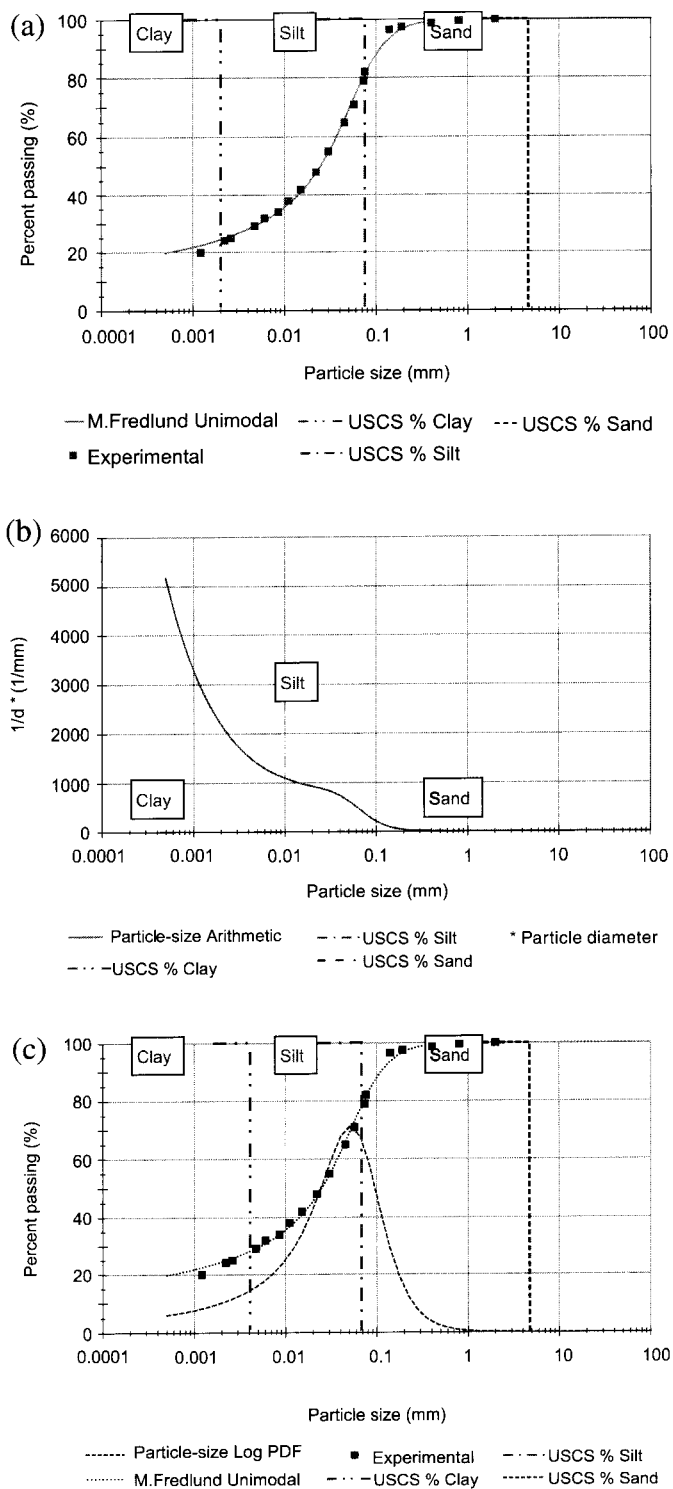 (a)
100
80
60
40
20
0
Percent passing (%)
Clay
Silt
Sand
0.0001 0.001 0.01 0.1 1 10 100
Particle size (mm)
M.Fredlund Unimodal USCS % Clay USCS % Sand
Experimental USCS % Silt
(b)
6000
5000
4000
3000
2000
1000
0
1/d * (1/mm)
Silt
Clay
Sand
0.0001 0.001 0.01 0.1 1 10 100
Particle size (mm)
Particle-size Arithmetic USCS % Silt * Particle diameter
USCS % Clay USCS % Sand
(c)
100
80
60
40
20
0
Percent passing (%)
Clay
Silt
Sand
0.0001 0.001 0.01 0.1 1 10 100
Particle size (mm)
Particle-size Log PDF Experimental USCS % Silt
M.Fredlund Unimodal USCS % Clay USCS % Sand